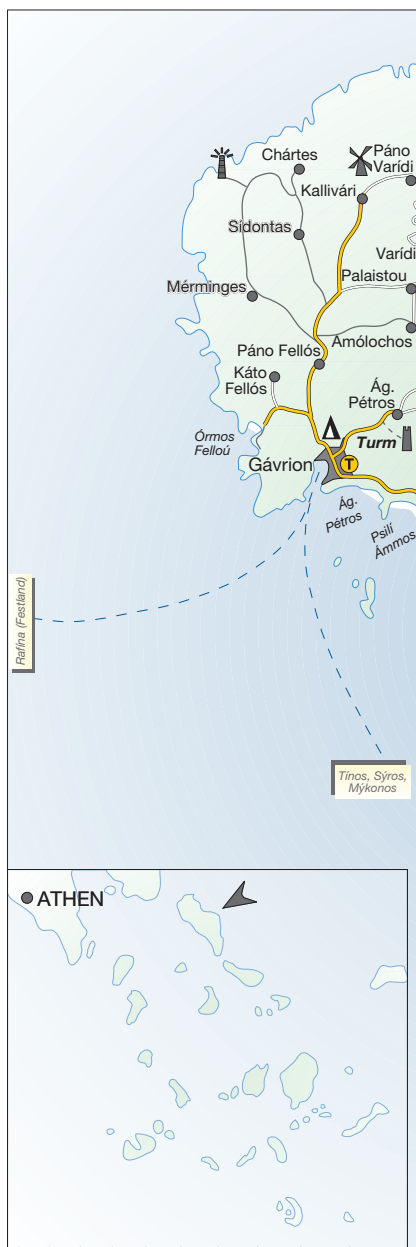 Chártes
Páno
Varídi
Kallivári
Sídontas
Varídi
Palaistou
Mérminges
Amólochos
Páno Fellós
Káto
Fellós
Ág.
Pétros
Órmos
Felloú
Turm
Gávrion
T
Ág.
Pétros
Psilí
Ámmos
Rafína (Festland)
Tínos, Sýros,
Mýkonos
ATHEN